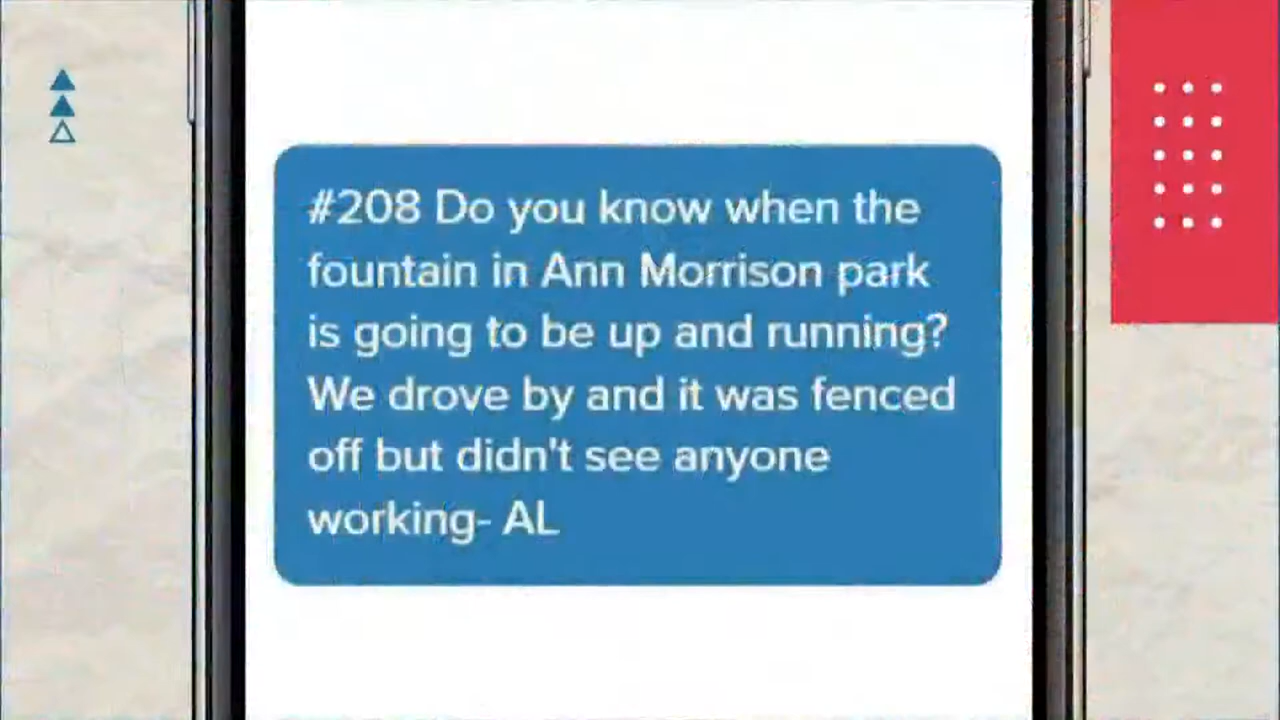 #208 Do you know when the
fountain in Ann Morrison park
is going to be up and running?
We drove by and it was fenced
off but didn't see anyone
working- AL